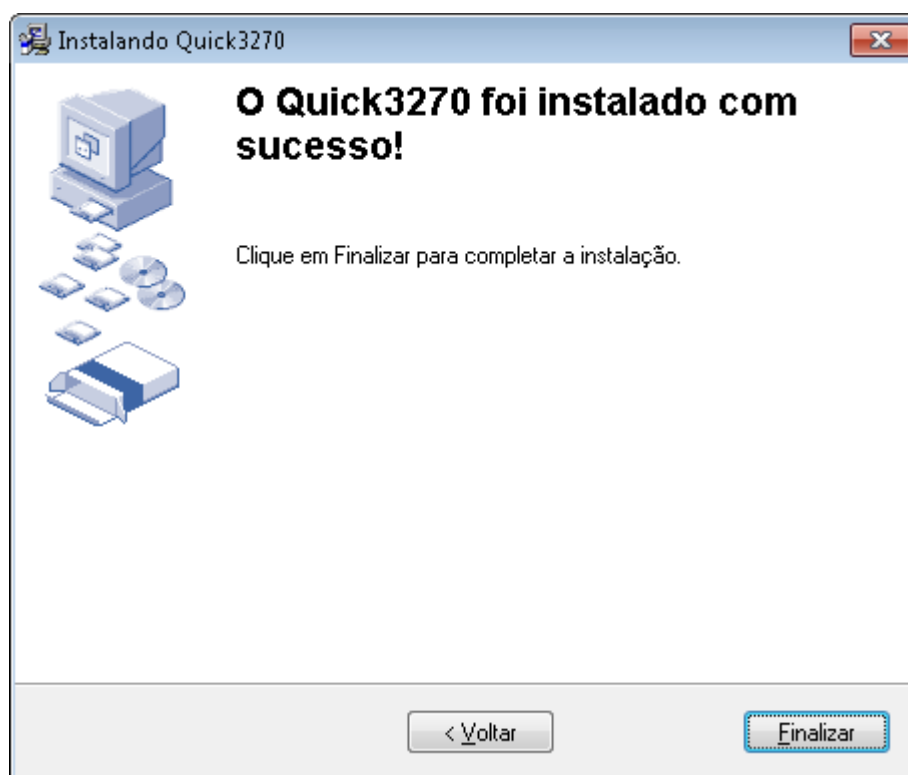 Instalando Quick3270
O Quick3270 foi instalado com
sucesso!
Clique em Finalizar para completar a instalação.
< Voltar
Finalizar